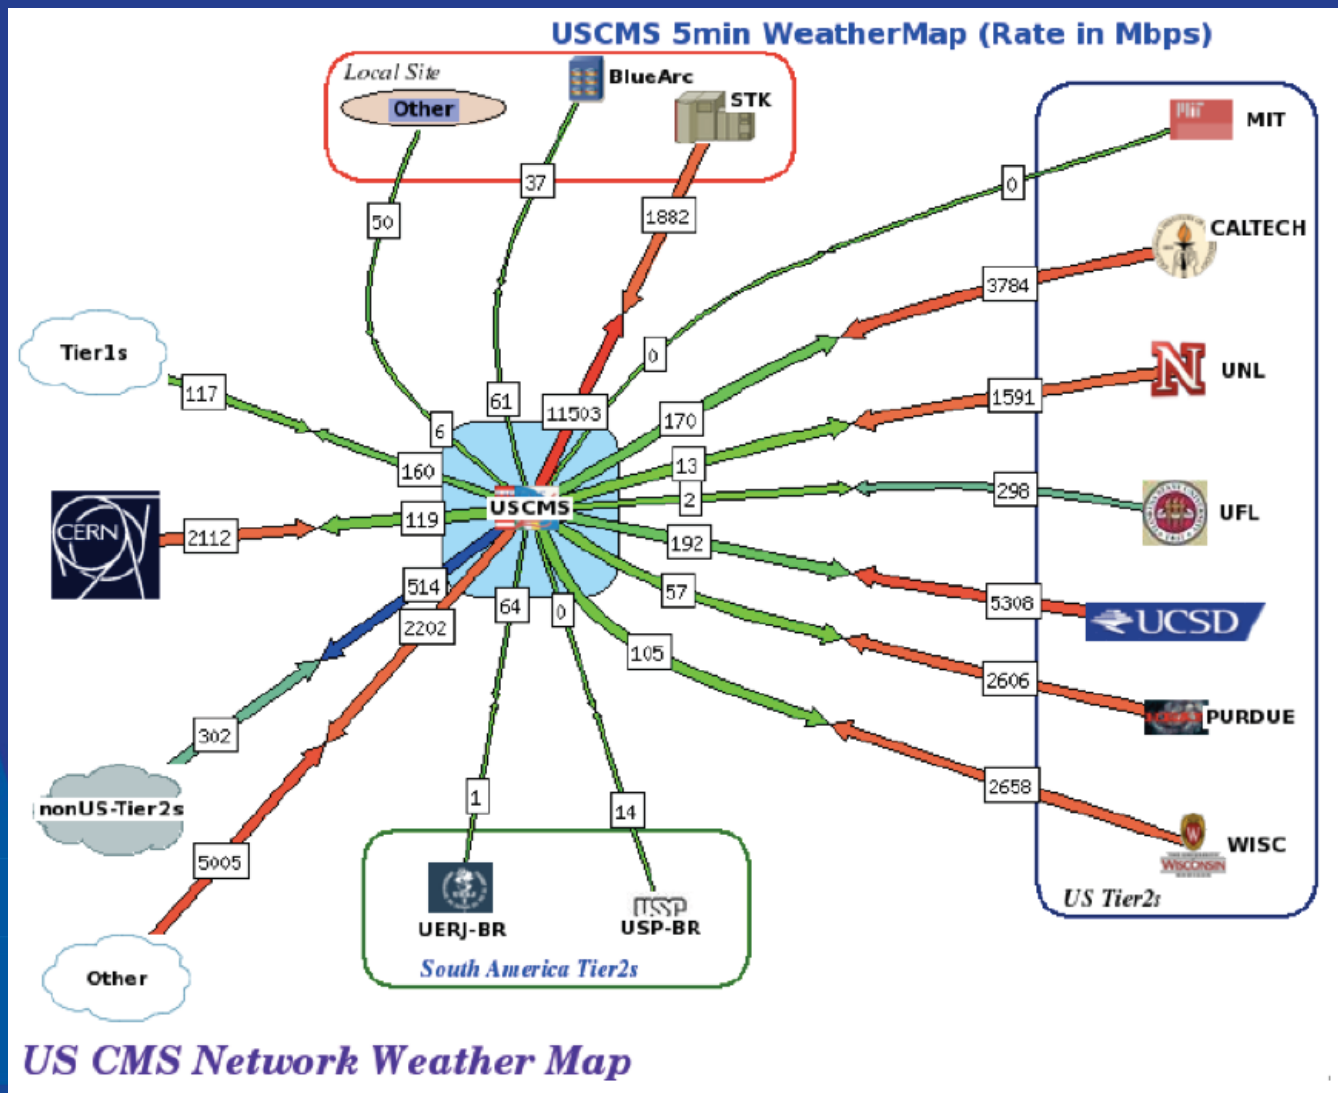 USCMS 5min WeatherMap (Rate in Mbps)
Local Site
Other
BlueArc
STK
MIT
CALTECH
UNL
UFL
UCSD
PURDUE
WISC
WISCONSIN
US Tier2s
50
37
1882
0
3784
1591
298
5308
2606
2658
Tier1s
117
6
61
11503
0
170
13
2
192
57
105
160
CERN
2112
119
USCMS
514
2202
64
0
302
nonUS-Tier2s
5005
Other
1
14
UERJ-BR
USP
USP-BR
South America Tier2s
US CMS Network Weather Map